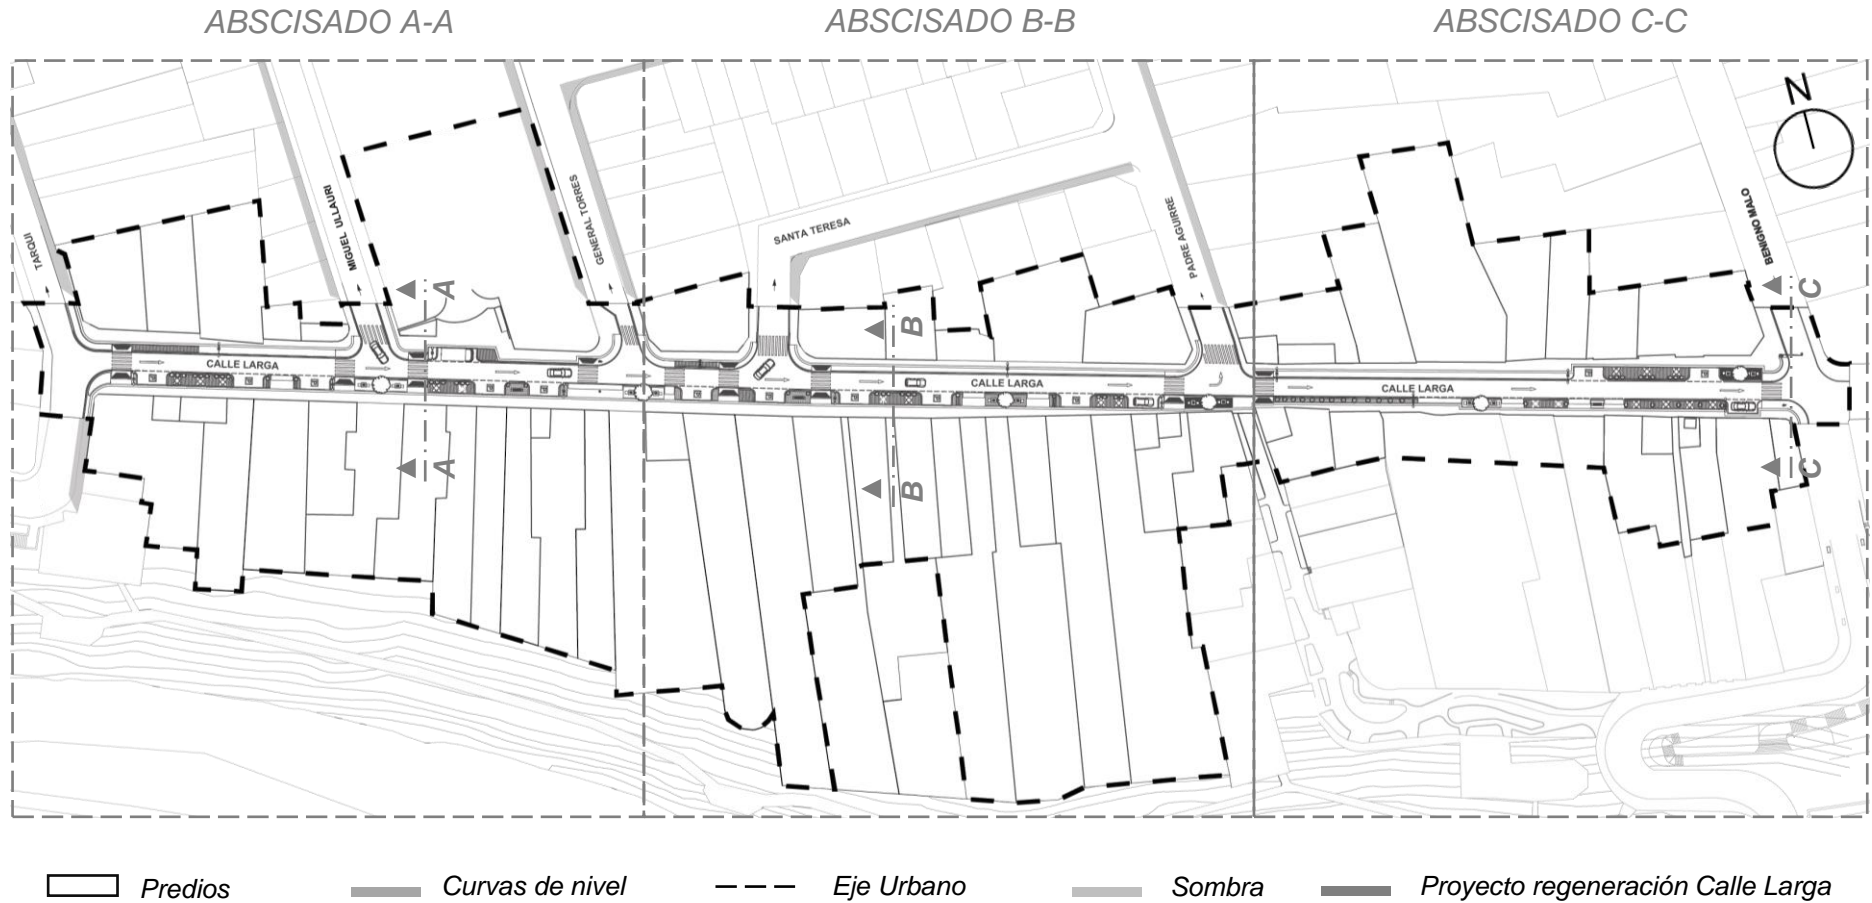 ABSCISADO A-A
ABSCISADO B-B
ABSCISADO C-C
N
TARQUI
MIGUEL ULLAURI
GENERAL TORRES
SANTA TERESA
PADRE AGUIRRE
BENIGNO MALO
A
B
C
CALLE LARGA
CALLE LARGA
CALLE LARGA
A
B
C
Predios
Curvas de nivel
Eje Urbano
Sombra
Proyecto regeneración Calle Larga